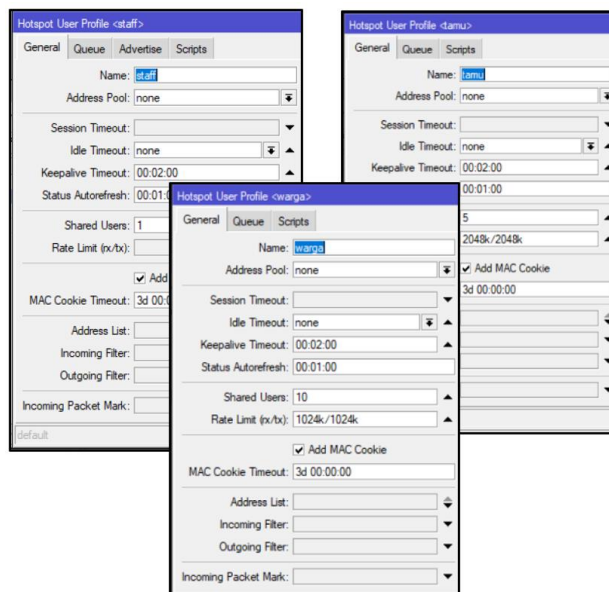 Hotspot User Profile <staff>
General Queue Advertise Scripts
Name: staff
Address Pool: none
Session Timeout:
Idle Timeout: none
Keepalive Timeout: 00:02:00
Status Autorefresh: 00:01:
Shared Users: 1
Rate Limit (rx/tx):
Add
MAC Cookie Timeout: 3d 00:
Address List:
Incoming Filter:
Outgoing Filter:
Incoming Packet Mark:
default
Hotspot User Profile <tamu>
General Queue Scripts
Name: tamu
Address Pool: none
Session Timeout:
Idle Timeout: none
Keepalive Timeout: 00:02:00
00:01:00
5
2048k/2048k
Add MAC Cookie
3d 00:00:00
Hotspot User Profile <warga>
General Queue Scripts
Name: warga
Address Pool: none
Session Timeout:
Idle Timeout: none
Keepalive Timeout: 00:02:00
Status Autorefresh: 00:01:00
Shared Users: 10
Rate Limit (rx/tx): 1024k/1024k
Add MAC Cookie
MAC Cookie Timeout: 3d 00:00:00
Address List:
Incoming Filter:
Outgoing Filter:
Incoming Packet Mark: